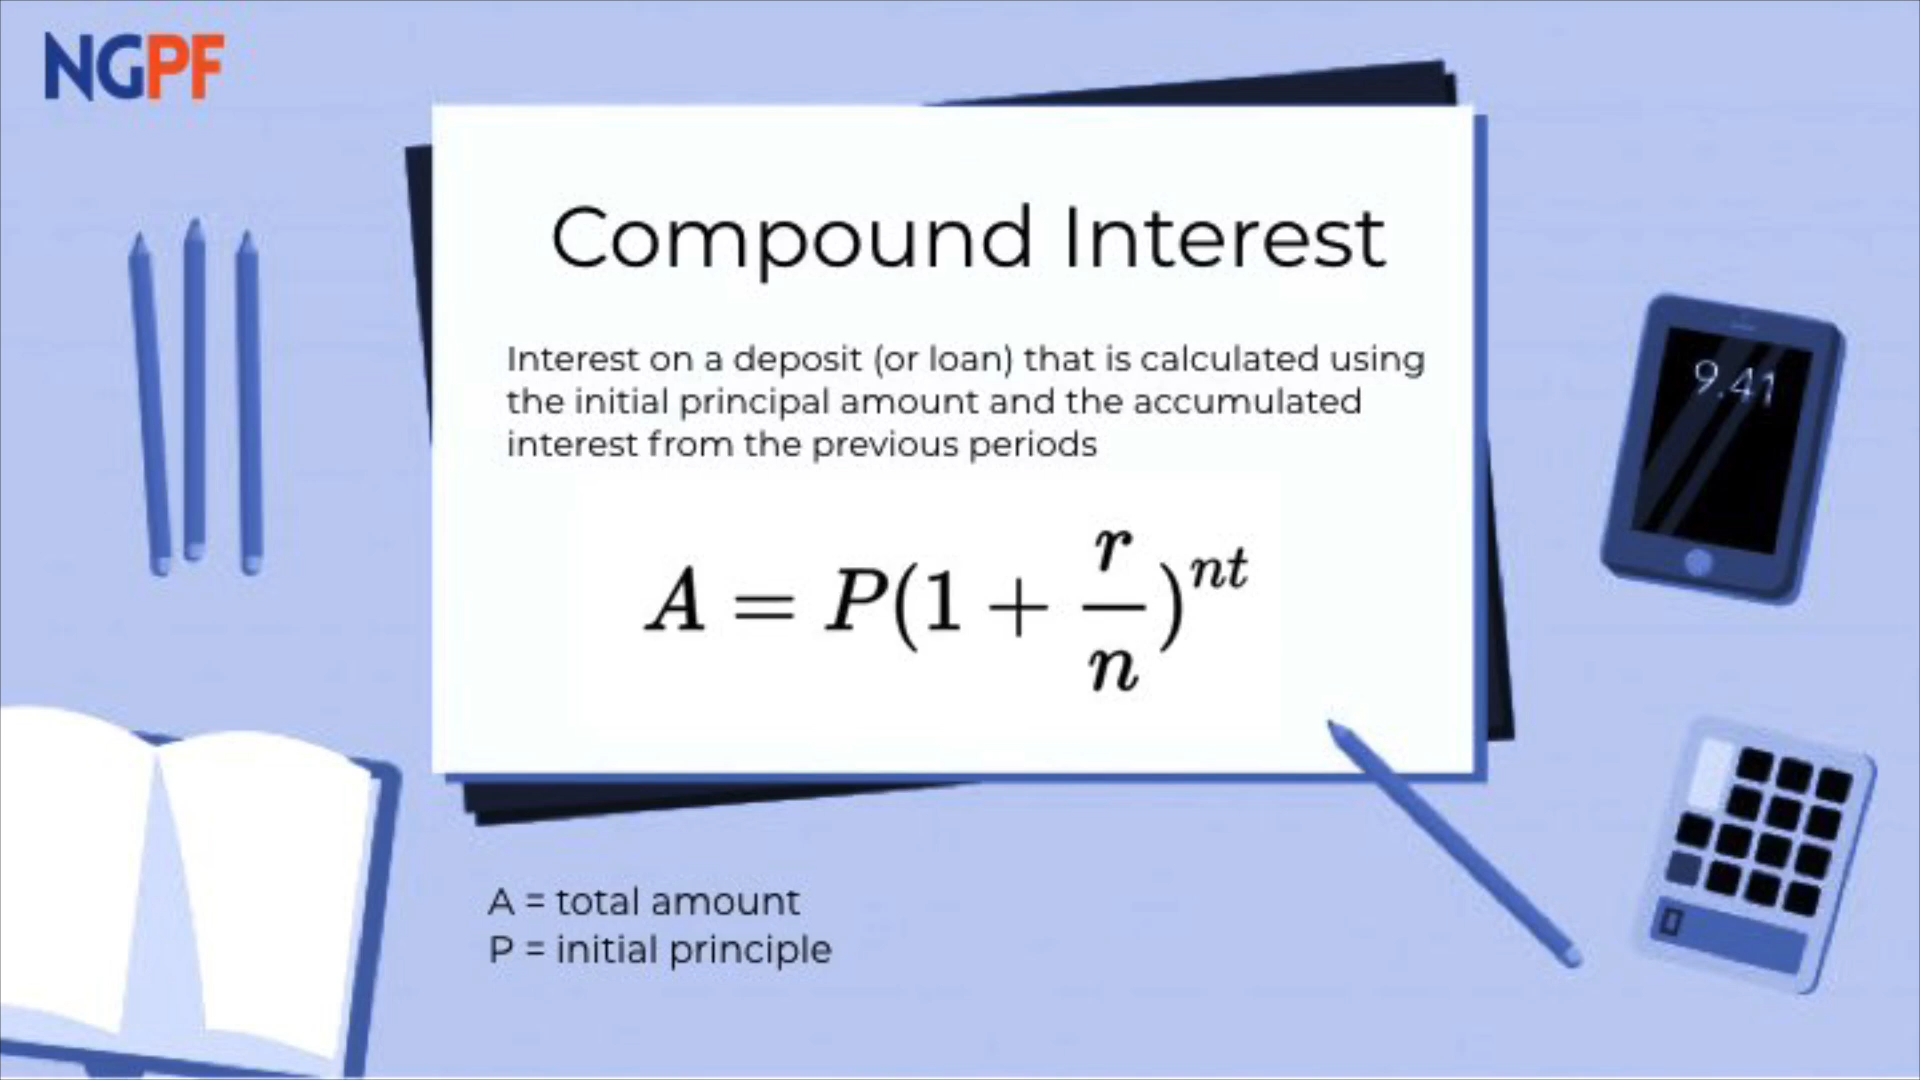 NGPF
Compound Interest
Interest on a deposit (or loan) that is calculated using
the initial principal amount and the accumulated
interest from the previous periods
A = P(1 + r/n)^nt
9.41
A = total amount
P = initial principle